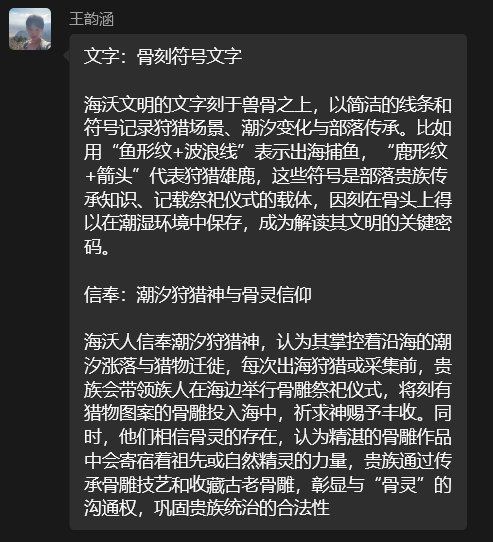 王韵涵
文字：骨刻符号文字
海沃文明的文字刻于兽骨之上，以简洁的线条和
符号记录狩猎场景、潮汐变化与部落传承。比如
用“鱼形纹+波浪线”表示出海捕鱼，“鹿形纹
+箭头”代表狩猎雄鹿，这些符号是部落贵族传
承知识、记载祭祀仪式的载体，因刻在骨头上得
以在潮湿环境中保存，成为解读其文明的关键密
码。
信奉：潮汐狩猎神与骨灵信仰
海沃人信奉潮汐狩猎神，认为其掌控着沿海的潮
汐涨落与猎物迁徙，每次出海狩猎或采集前，贵
族会带领族人在海边举行骨雕祭祀仪式，将刻有
猎物图案的骨雕投入海中，祈求神赐予丰收。同
时，他们相信骨灵的存在，认为精湛的骨雕作品
中会寄宿着祖先或自然精灵的力量，贵族通过传
承骨雕技艺和收藏古老骨雕，彰显与“骨灵”的
沟通权，巩固贵族统治的合法性